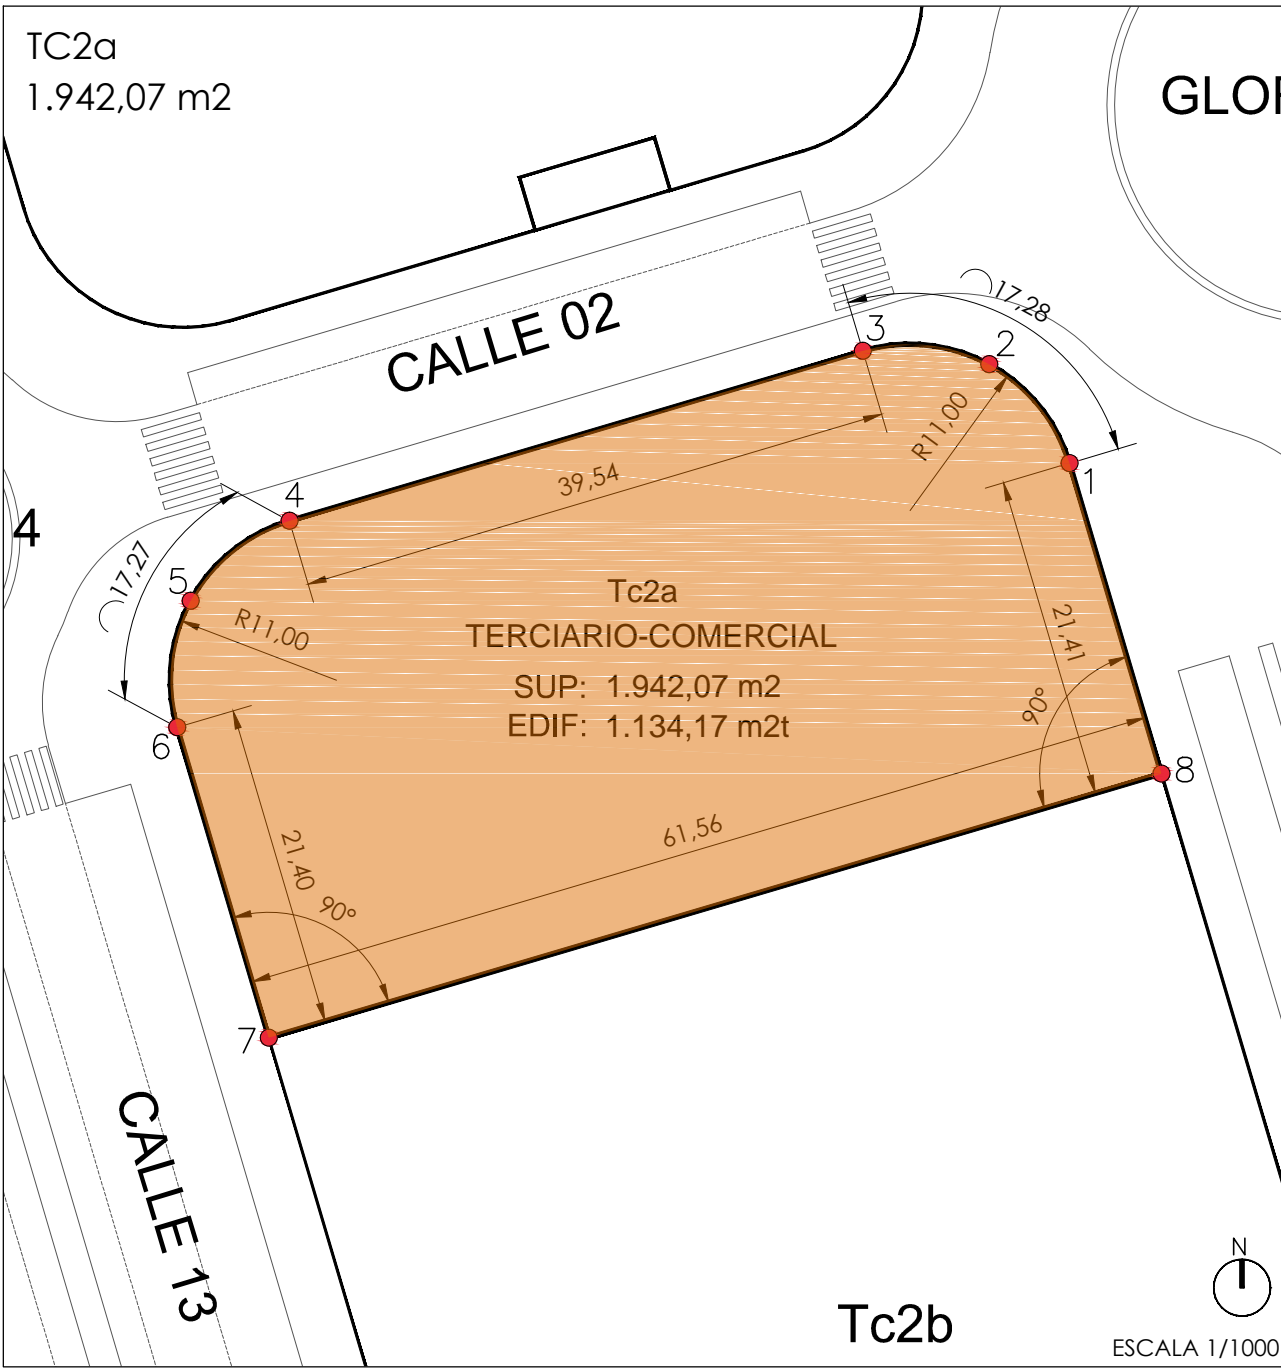 TC2a
1.942,07 m2
CALLE 02
17,28
3
2
R11,00
1
39,54
4
4
17,27
5
R11,00
Tc2a
TERCIARIO-COMERCIAL
SUP: 1.942,07 m2
EDIF: 1.134,17 m2t
21,41
90°
6
8
61,56
21,40
90°
7
CALLE 13
Tc2b
N
ESCALA 1/1000